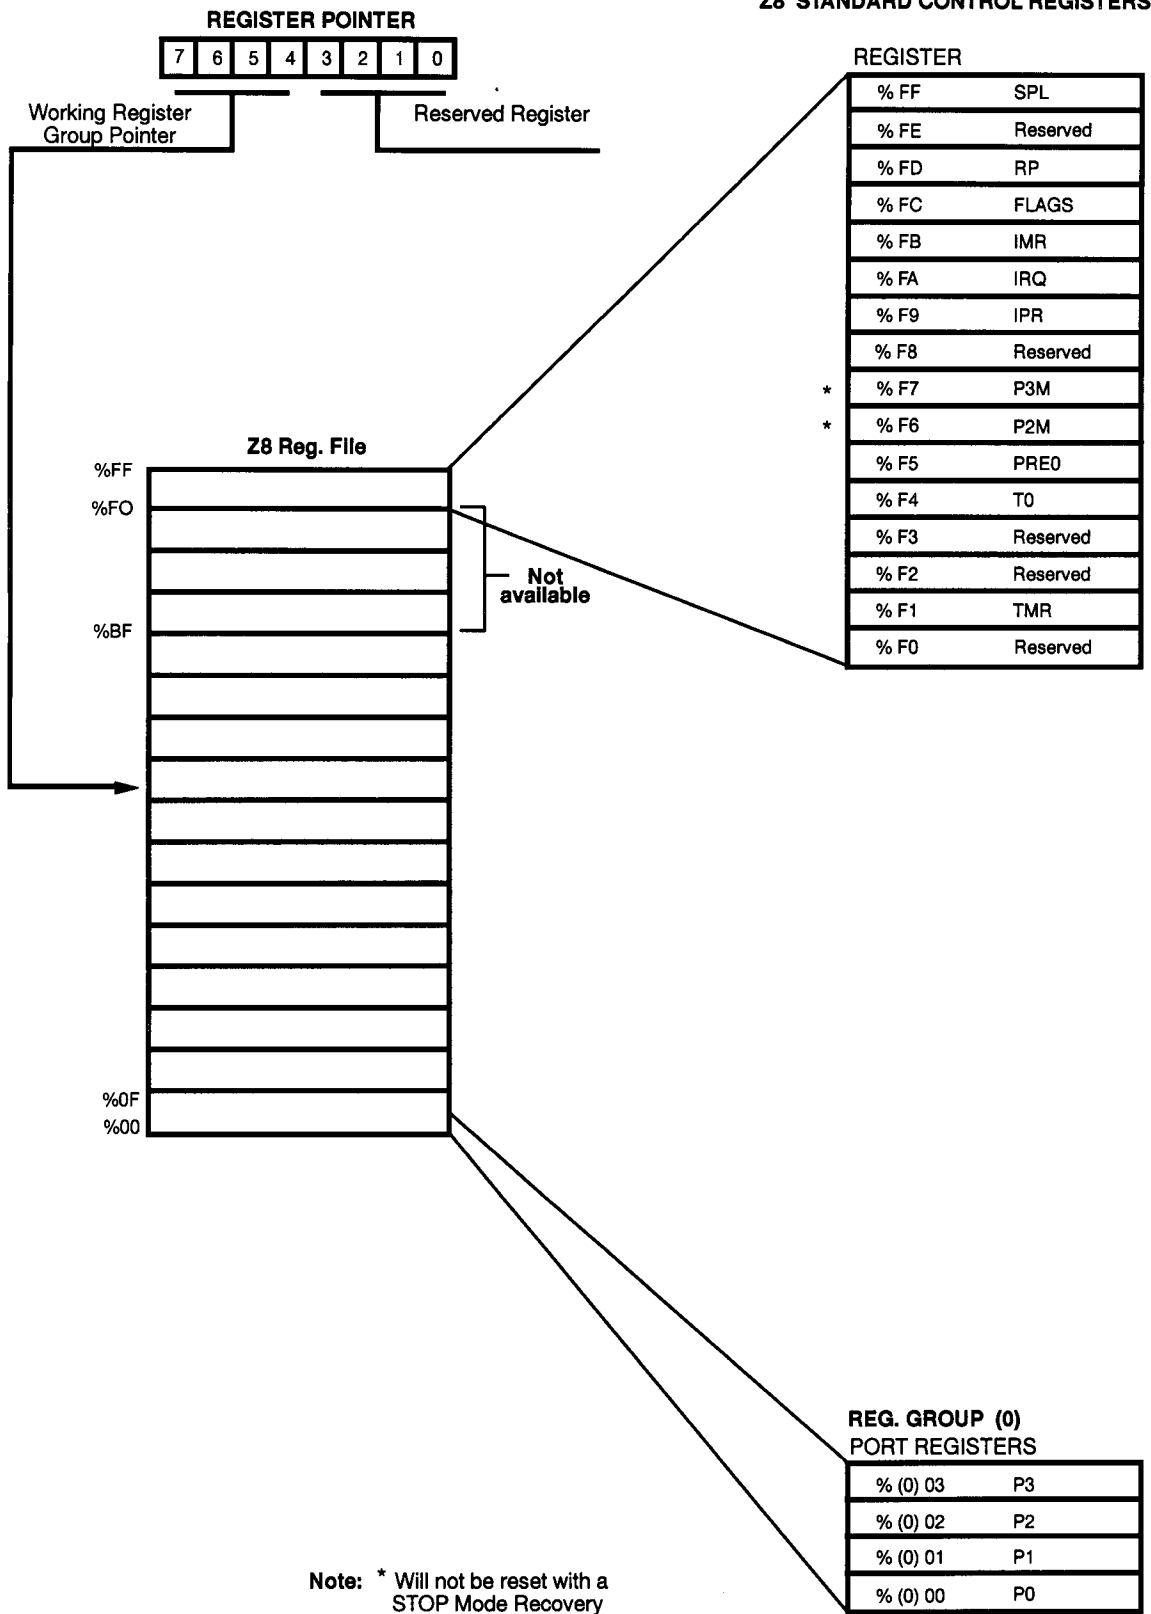 Z8 STANDARD CONTROL REGISTERS
REGISTER POINTER
7 6 5 4 3 2 1 0
Working Register
Group Pointer
Reserved Register
REGISTER
% FF SPL
% FE Reserved
% FD RP
% FC FLAGS
% FB IMR
% FA IRQ
% F9 IPR
% F8 Reserved
* % F7 P3M
* % F6 P2M
% F5 PRE0
% F4 T0
% F3 Reserved
% F2 Reserved
% F1 TMR
% F0 Reserved
Z8 Reg. File
%FF
%FO
Not
available
%BF
%0F
%00
REG. GROUP (0)
PORT REGISTERS
% (0) 03 P3
% (0) 02 P2
% (0) 01 P1
% (0) 00 P0
Note: * Will not be reset with a
STOP Mode Recovery